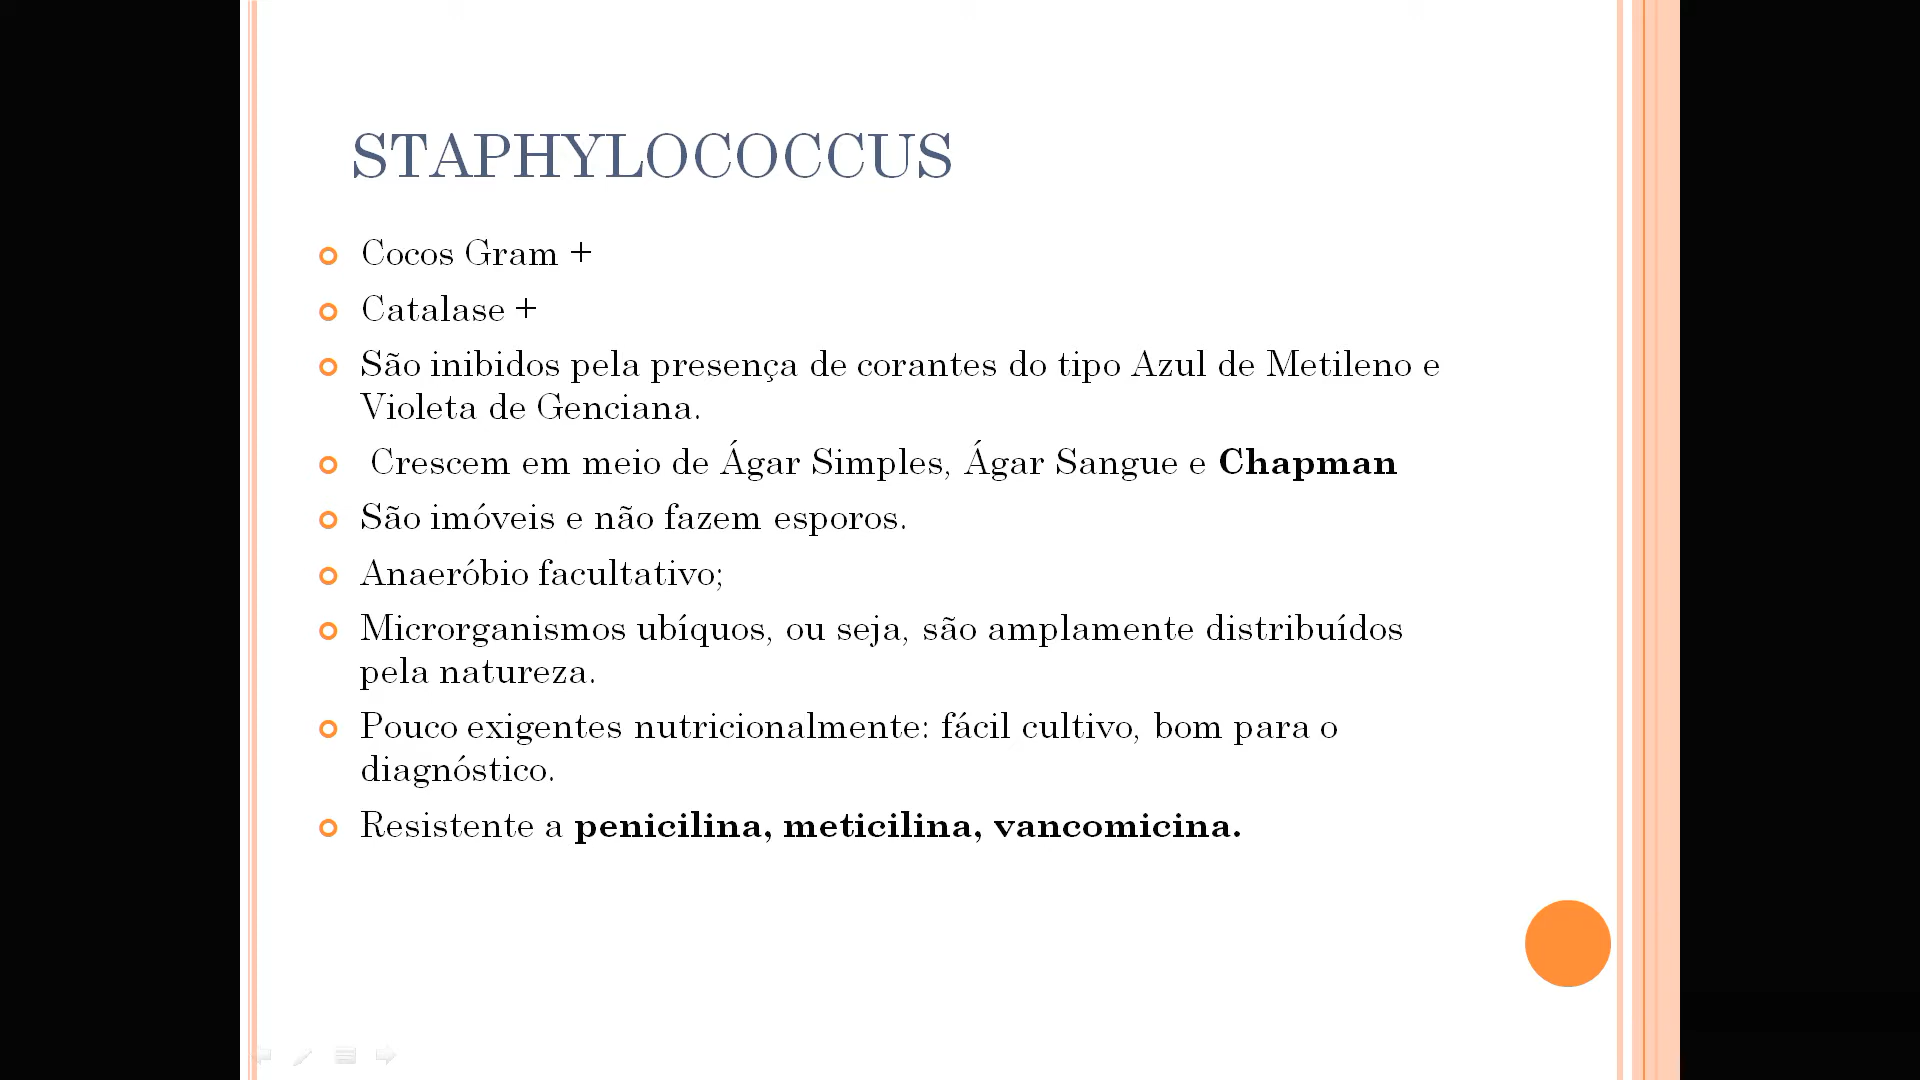 STAPHYLOCOCCUS
Cocos Gram +
Catalase +
São inibidos pela presença de corantes do tipo Azul de Metileno e
Violeta de Genciana.
Crescem em meio de Ágar Simples, Ágar Sangue e Chapman
São imóveis e não fazem esporos.
Anaeróbio facultativo;
Microrganismos ubíquos, ou seja, são amplamente distribuídos
pela natureza.
Pouco exigentes nutricionalmente: fácil cultivo, bom para o
diagnóstico.
Resistente a penicilina, meticilina, vancomicina.